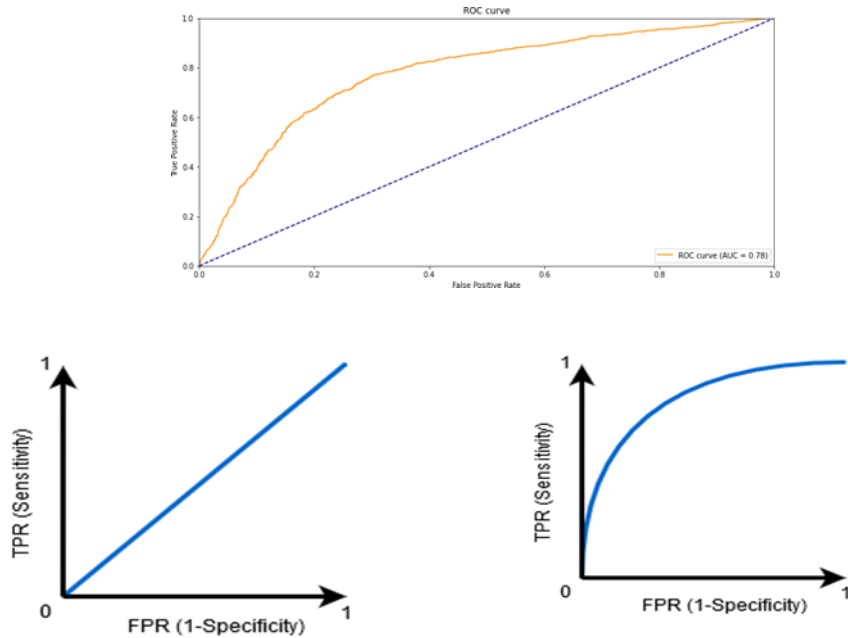 ROC curve
1.0
0.8
0.6
0.4
0.2
0.0
True Positive Rate
0.0 0.2 0.4 0.6 0.8 1.0
False Positive Rate
ROC curve (AUC = 0.78)
1
TPR (Sensitivity)
0
FPR (1-Specificity)
1
1
TPR (Sensitivity)
0
FPR (1-Specificity)
1